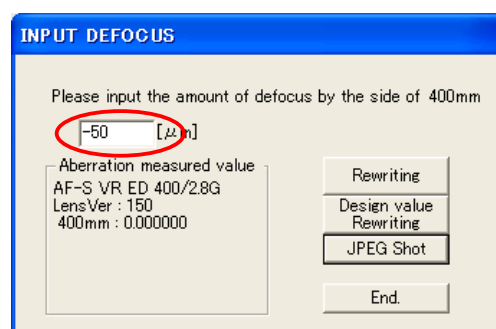 INPUT DEFOCUS
Please input the amount of defocus by the side of 400mm
-50 [μm]
Aberration measured value
AF-S VR ED 400/2.8G
LensVer : 150
400mm : 0.000000
Rewriting
Design value
Rewriting
JPEG Shot
End.